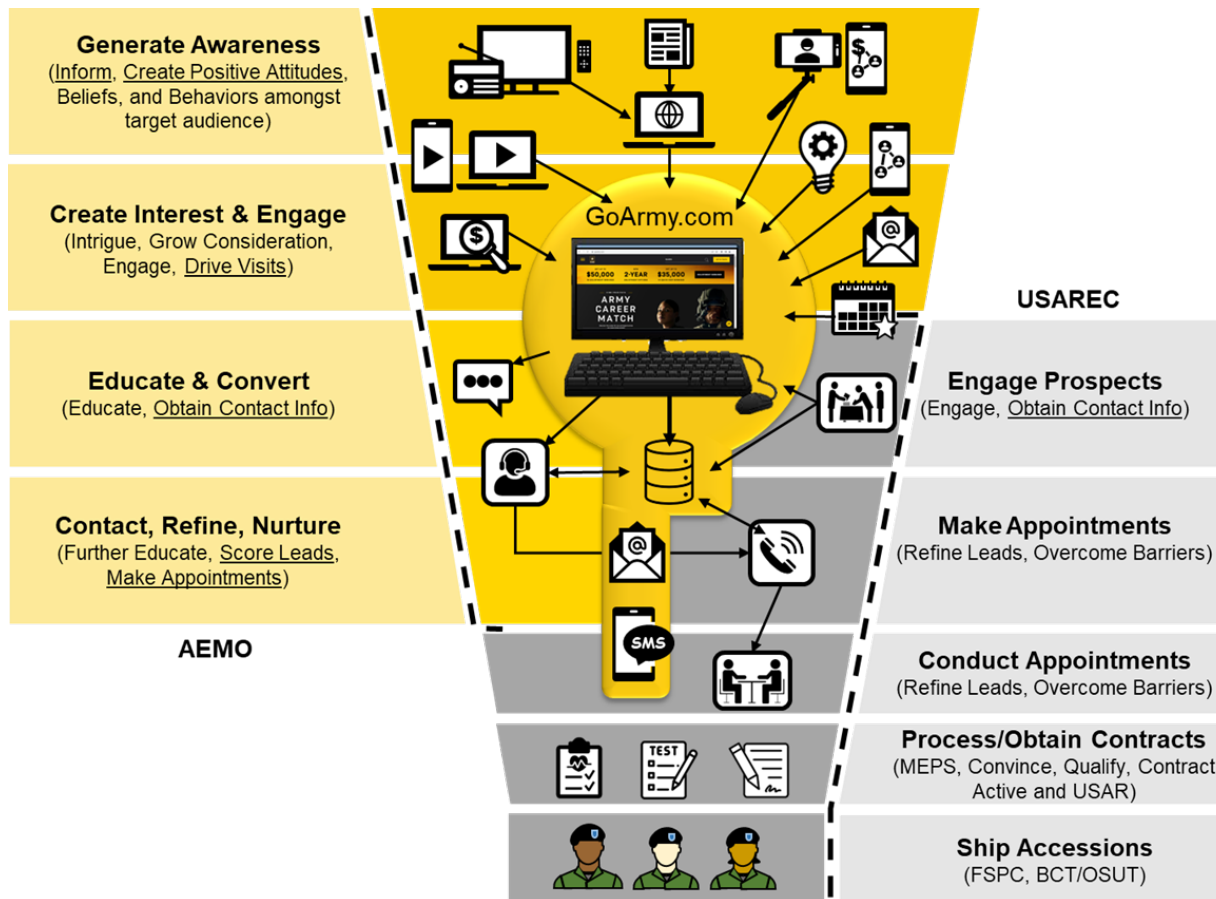 Generate Awareness
(Inform, Create Positive Attitudes,
Beliefs, and Behaviors amongst
target audience)
Create Interest & Engage
(Intrigue, Grow Consideration,
Engage, Drive Visits)
Educate & Convert
(Educate, Obtain Contact Info)
Contact, Refine, Nurture
(Further Educate, Score Leads,
Make Appointments)
AEMO
GoArmy.com
$50,000
2-YEAR
$35,000
ARMY
CAREER
MATCH
SMS
TEST
USAREC
Engage Prospects
(Engage, Obtain Contact Info)
Make Appointments
(Refine Leads, Overcome Barriers)
Conduct Appointments
(Refine Leads, Overcome Barriers)
Process/Obtain Contracts
(MEPS, Convince, Qualify, Contract
Active and USAR)
Ship Accessions
(FSPC, BCT/OSUT)